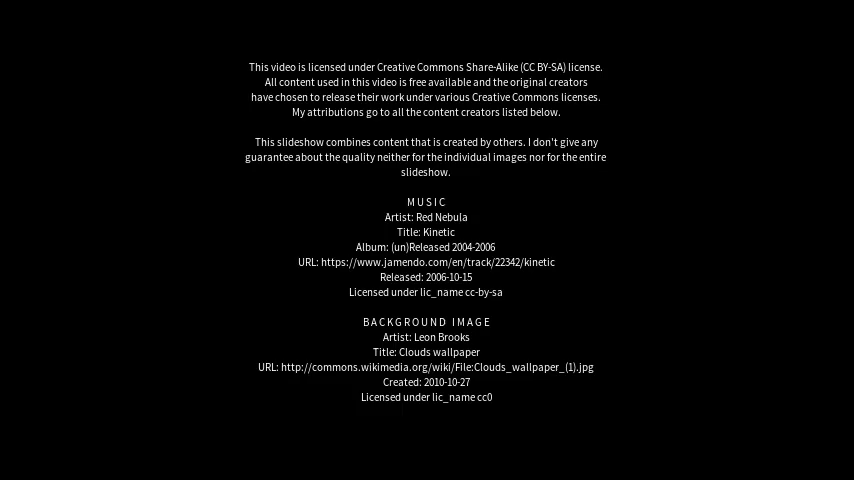 This video is licensed under Creative Commons Share-Alike (CC BY-SA) license.
All content used in this video is free available and the original creators
have chosen to release their work under various Creative Commons licenses.
My attributions go to all the content creators listed below.
This slideshow combines content that is created by others. I don't give any
guarantee about the quality neither for the individual images nor for the entire
slideshow.
MUSIC
Artist: Red Nebula
Title: Kinetic
Album: (un)Released 2004-2006
URL: https://www.jamendo.com/en/track/22342/kinetic
Released: 2006-10-15
Licensed under lic_name cc-by-sa
BACKGROUND IMAGE
Artist: Leon Brooks
Title: Clouds wallpaper
URL: http://commons.wikimedia.org/wiki/File:Clouds_wallpaper_(1).jpg
Created: 2010-10-27
Licensed under lic_name cc0